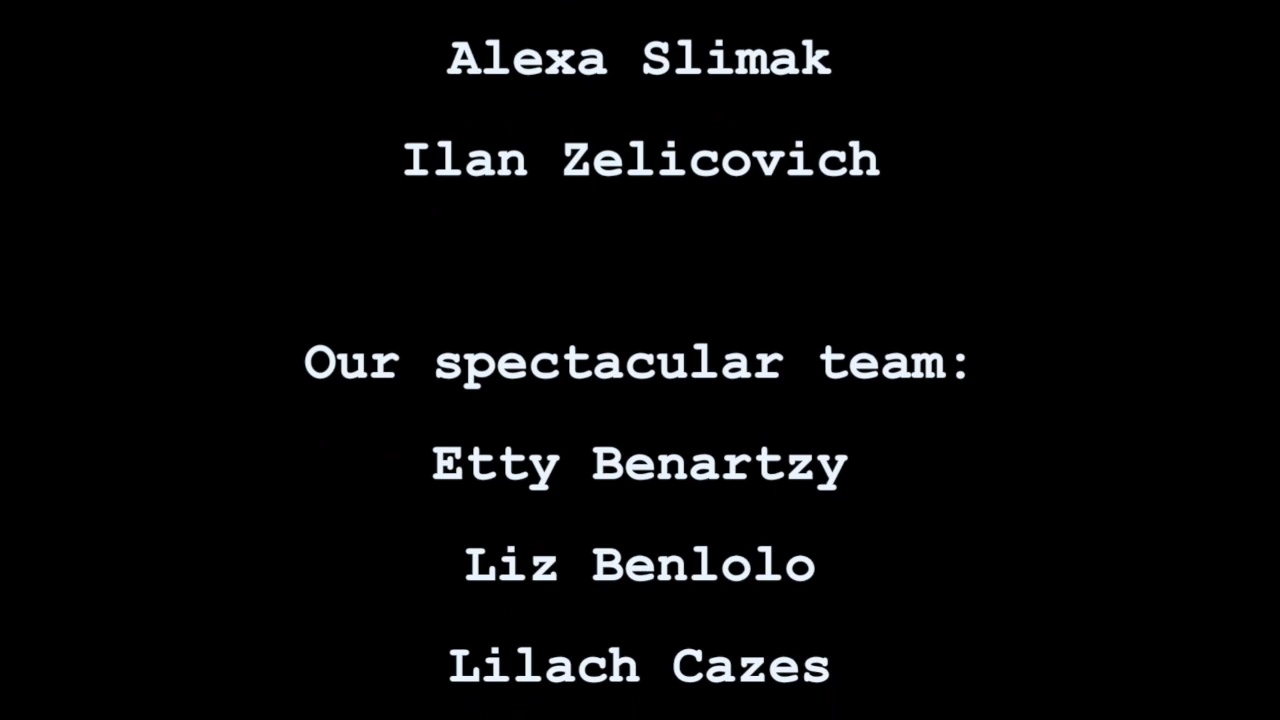 Alexa Slimak
Ilan Zelicovich
Our spectacular team:
Etty Benartzy
Liz Benlolo
Lilach Cazes